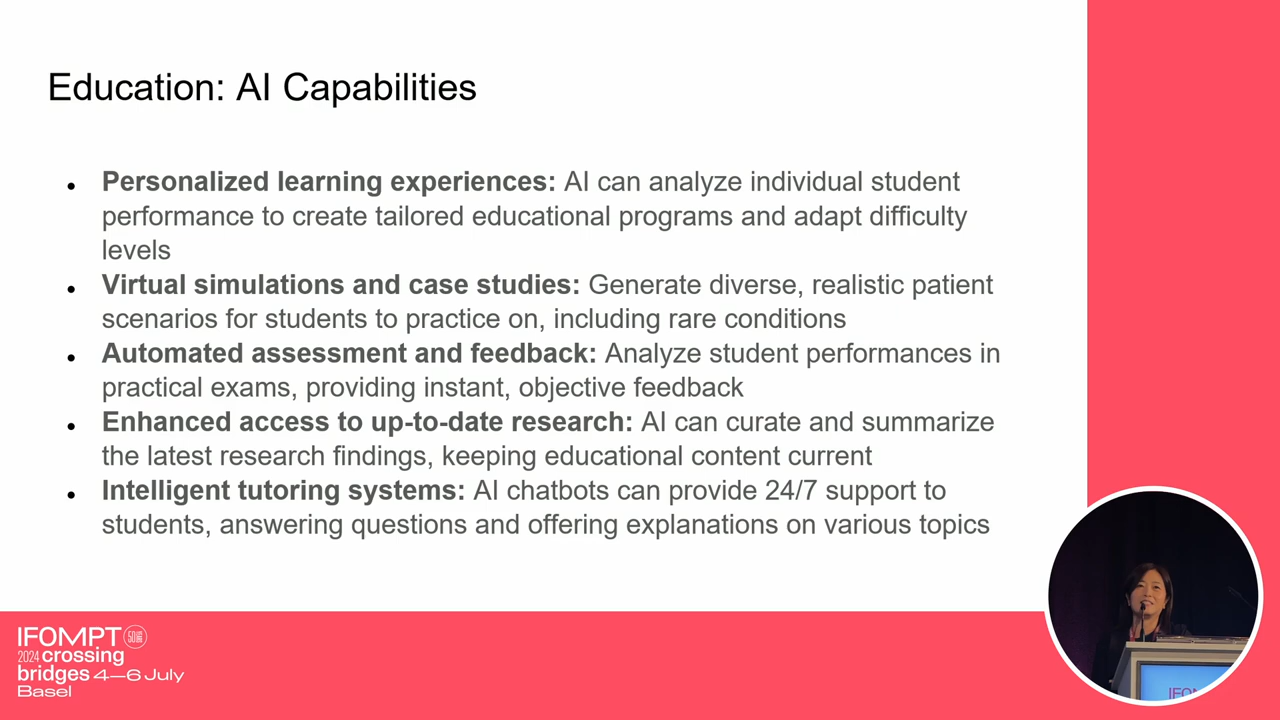 Education: AI Capabilities
● Personalized learning experiences: AI can analyze individual student
performance to create tailored educational programs and adapt difficulty
levels
● Virtual simulations and case studies: Generate diverse, realistic patient
scenarios for students to practice on, including rare conditions
● Automated assessment and feedback: Analyze student performances in
practical exams, providing instant, objective feedback
● Enhanced access to up-to-date research: AI can curate and summarize
the latest research findings, keeping educational content current
● Intelligent tutoring systems: AI chatbots can provide 24/7 support to
students, answering questions and offering explanations on various topics
IFOMPT
2024 crossing
bridges 4—6 July
Basel